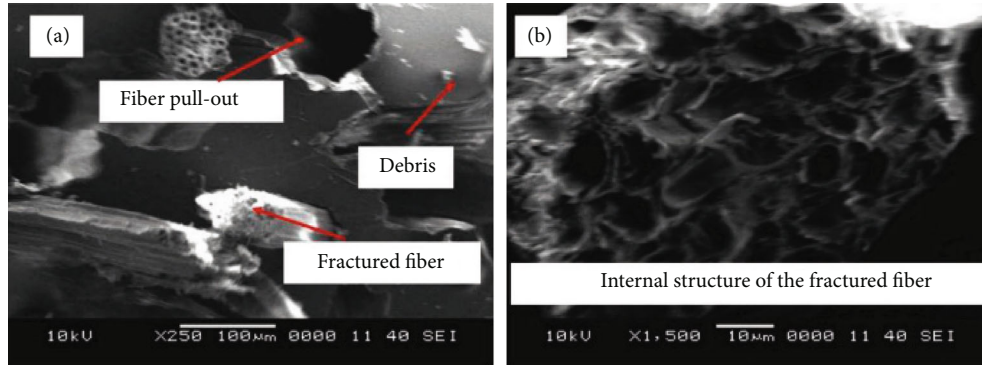 (a)
Fiber pull-out
Debris
Fractured fiber
10kV X250 100μm 0000 11 40 SEI
(b)
Internal structure of the fractured fiber
10kV X1,500 10μm 0000 11 40 SEI